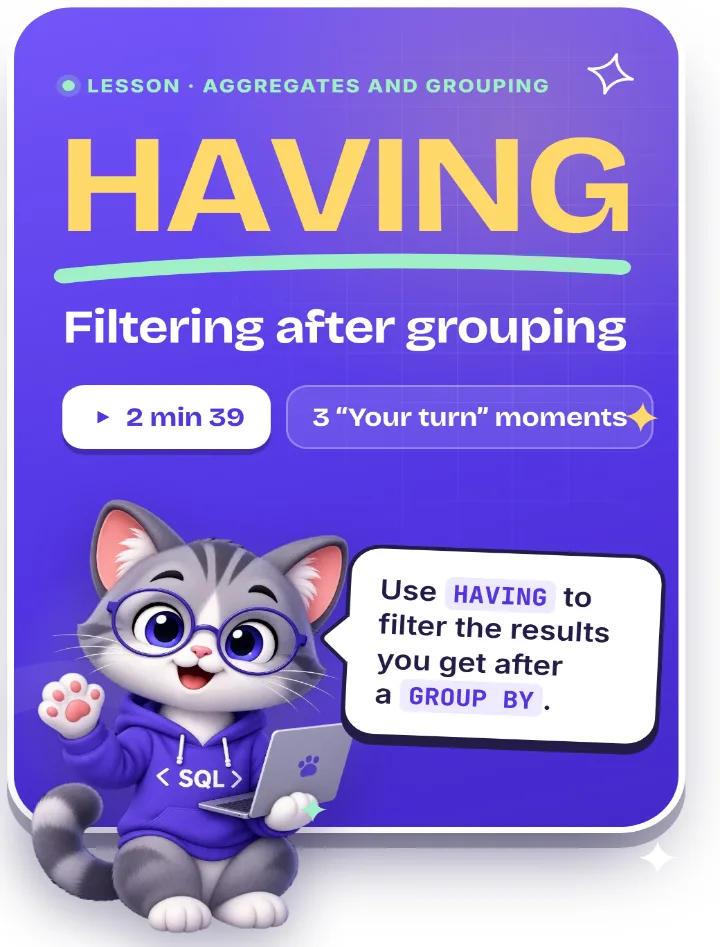 LESSON · AGGREGATES AND GROUPING
HAVING
Filtering after grouping
2 min 39
3 “Your turn” moments
Use HAVING to
filter the results
you get after
a GROUP BY.
< SQL >